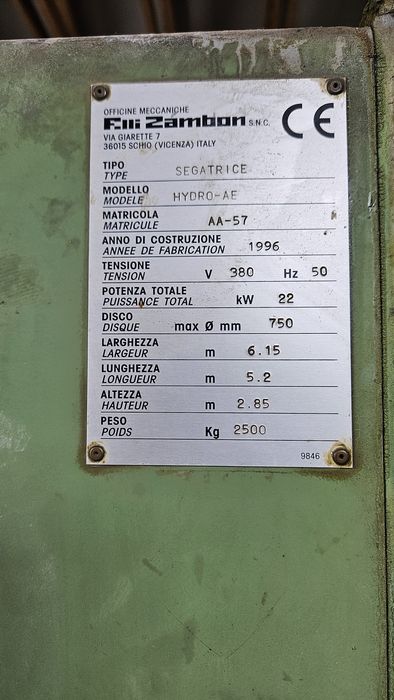 OFFICINE MECCANICHE
F.lli Zambon S.N.C.
VIA GIARETTE 7
36015 SCHIO (VICENZA) ITALY
CE
TIPO
TYPE SEGATRICE
MODELLO
MODELE HYDRO-AE
MATRICOLA
MATRICULE AA-57
ANNO DI COSTRUZIONE
ANNEE DE FABRICATION 1996
TENSIONE
TENSION V 380 Hz 50
POTENZA TOTALE
PUISSANCE TOTAL kW 22
DISCO
DISQUE max Ø mm 750
LARGHEZZA
LARGEUR m 6.15
LUNGHEZZA
LONGUEUR m 5.2
ALTEZZA
HAUTEUR m 2.85
PESO
POIDS Kg 2500
9846